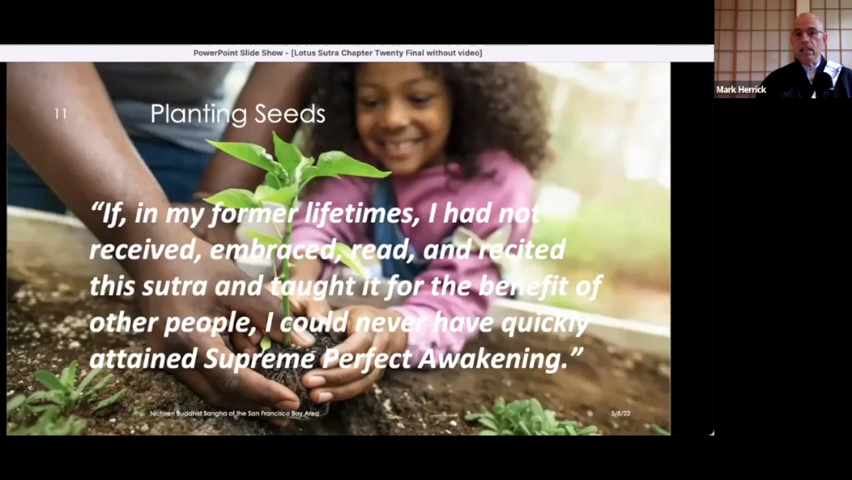 PowerPoint Slide Show - [Lotus Sutra Chapter Twenty Final without video]
Mark Herrick
11
Planting Seeds
“If, in my former lifetimes, I had not
received, embraced, read, and recited
this sutra and taught it for the benefit of
other people, I could never have quickly
attained Supreme Perfect Awakening.”
Nichiren Buddhist Sangha of the San Francisco Bay Area
5/8/22